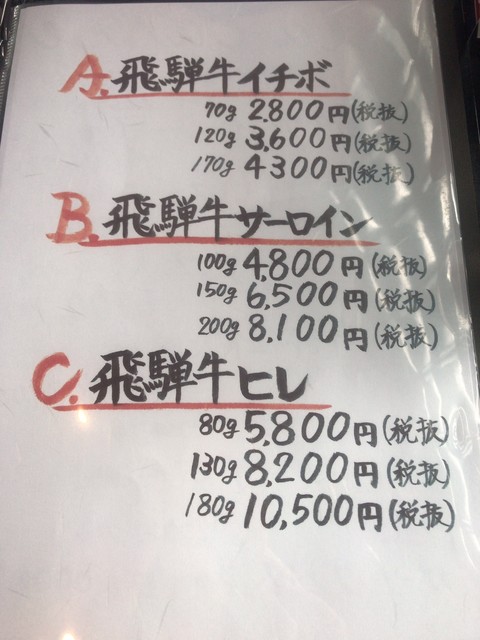 A. 飛騨牛イチボ
70g 2.800円(税抜)
120g 3,600円(税抜)
170g 4300円(税抜)
B. 飛騨牛サーロイン
100g 4,800円(税抜)
150g 6,500円(税抜)
200g 8,100円(税抜)
C. 飛騨牛ヒレ
80g 5,800円(税抜)
130g 8,200円(税抜)
180g 10,500円(税抜)